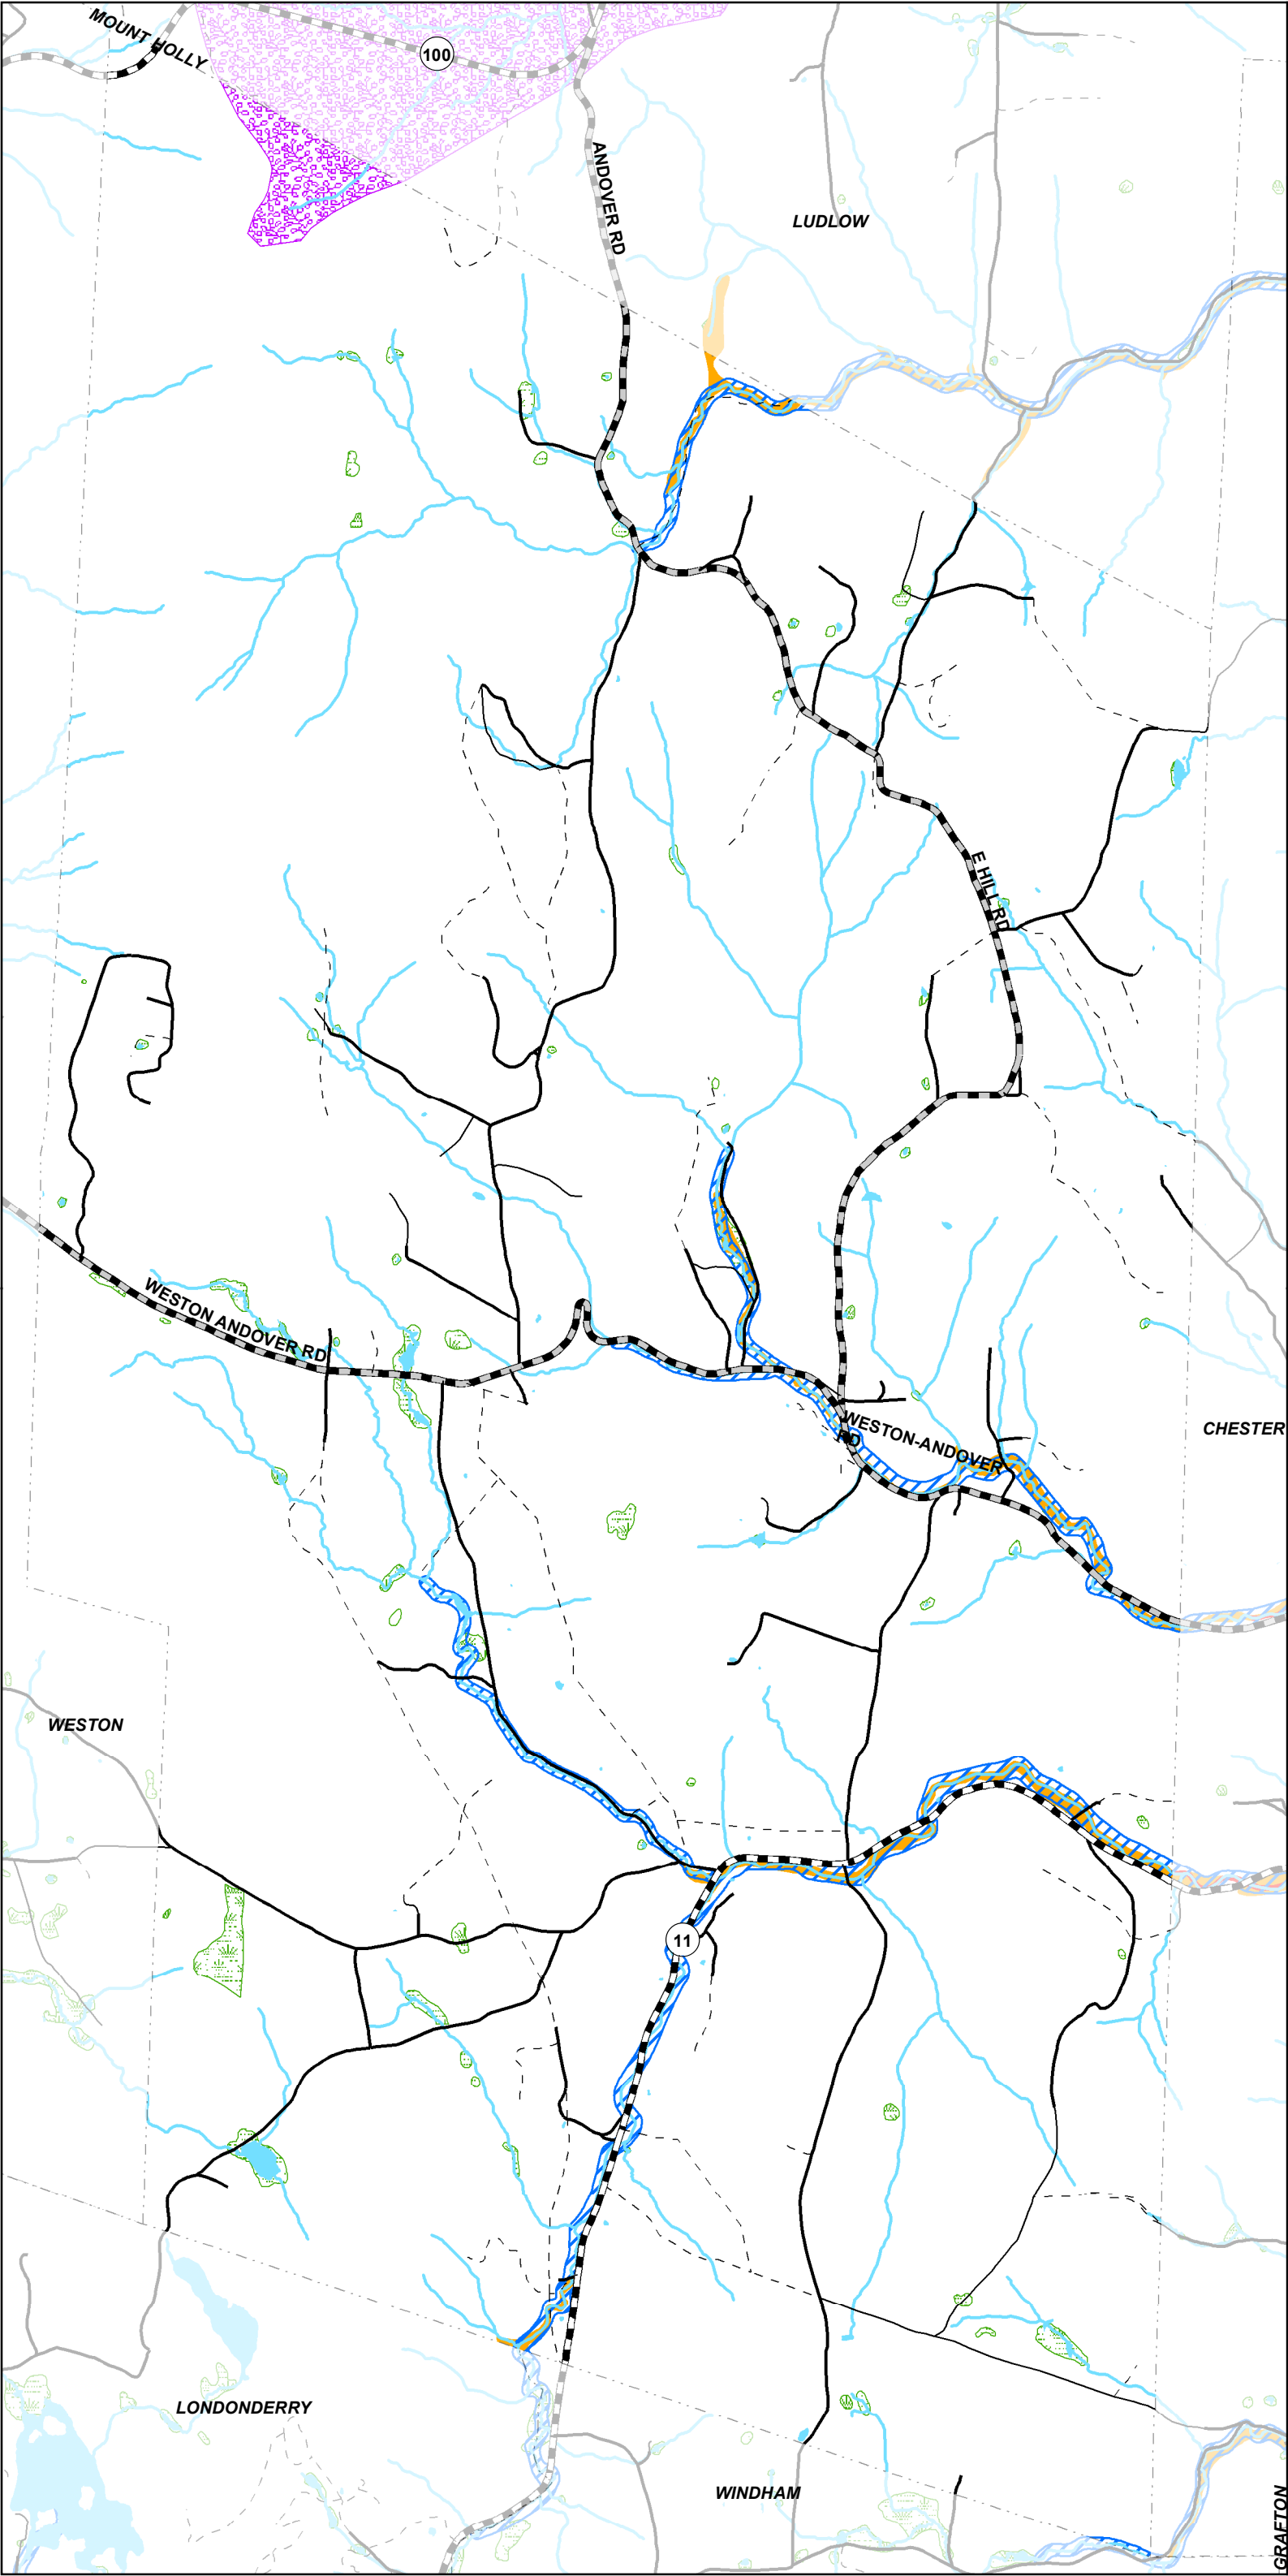 MOUNT HOLLY
100
ANDOVER RD
LUDLOW
E HILL RD
WESTON ANDOVER RD
WESTON-ANDOVER
RD
CHESTER
WESTON
11
LONDONDERRY
WINDHAM
GRAFTON